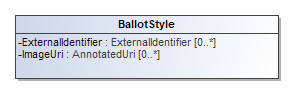 BallotStyle
-ExternalIdentifier : ExternalIdentifier [0..*]
-ImageUri : AnnotatedUri [0..*]